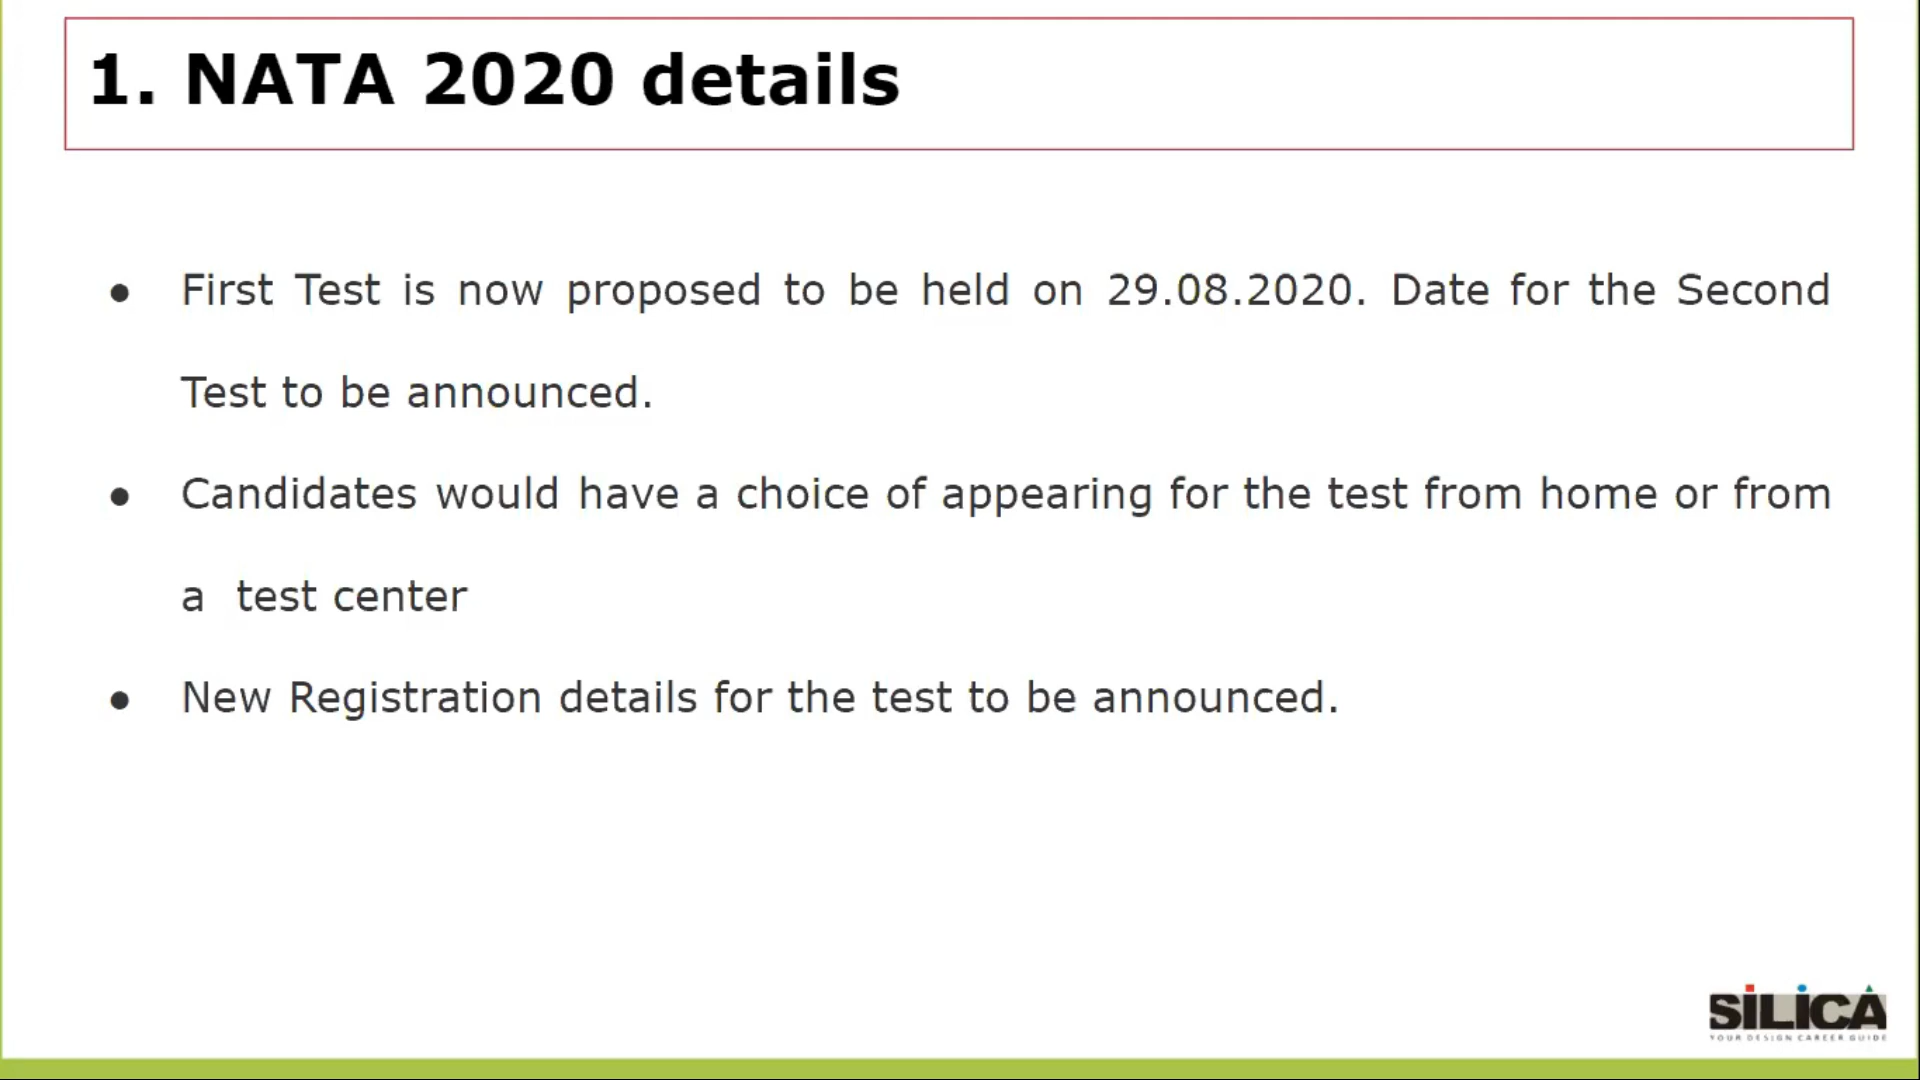 1. NATA 2020 details
● First Test is now proposed to be held on 29.08.2020. Date for the Second
Test to be announced.
● Candidates would have a choice of appearing for the test from home or from
a  test center
● New Registration details for the test to be announced.
SiLiCA
YOUR DESIGN CAREER GUIDE